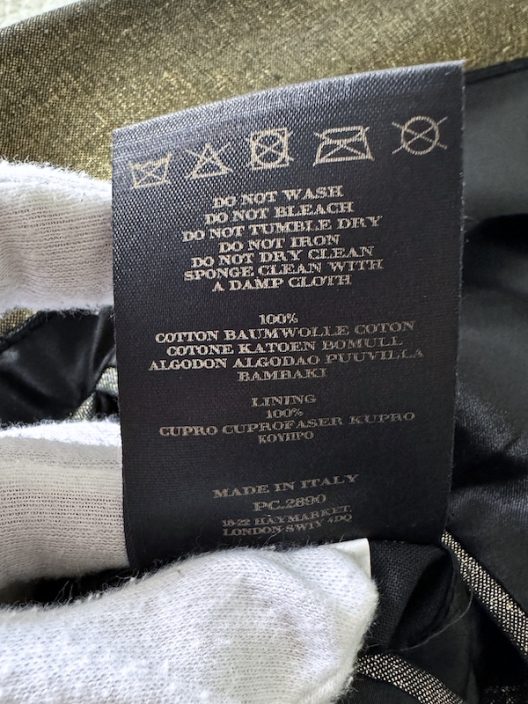 DO NOT WASH
DO NOT BLEACH
DO NOT TUMBLE DRY
DO NOT IRON
DO NOT DRY CLEAN
SPONGE CLEAN WITH
A DAMP CLOTH
100%
COTTON BAUMWOLLE COTON
COTONE KATOEN BOMULL
ALGODON ALGODAO PUUVILLA
BAMBAKI
LINING
100%
CUPRO CUPROFASER KUPRO
ΚΟΥΠΡΟ
MADE IN ITALY
PC.2890
18-22 HAYMARKET
LONDON SW1Y 4DQ